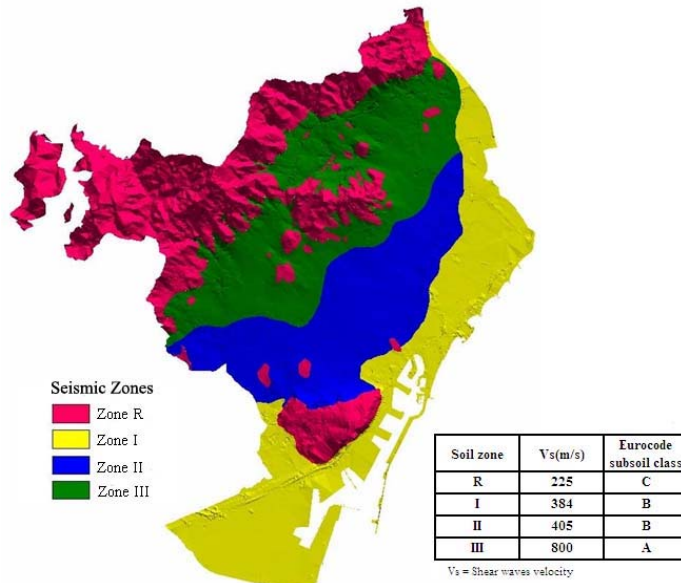 Seismic Zones
Zone R
Zone I
Zone II
Zone III
Soil zone Vs(m/s) Eurocode subsoil class
R 225 C
I 384 B
II 405 B
III 800 A
Vs = Shear waves velocity